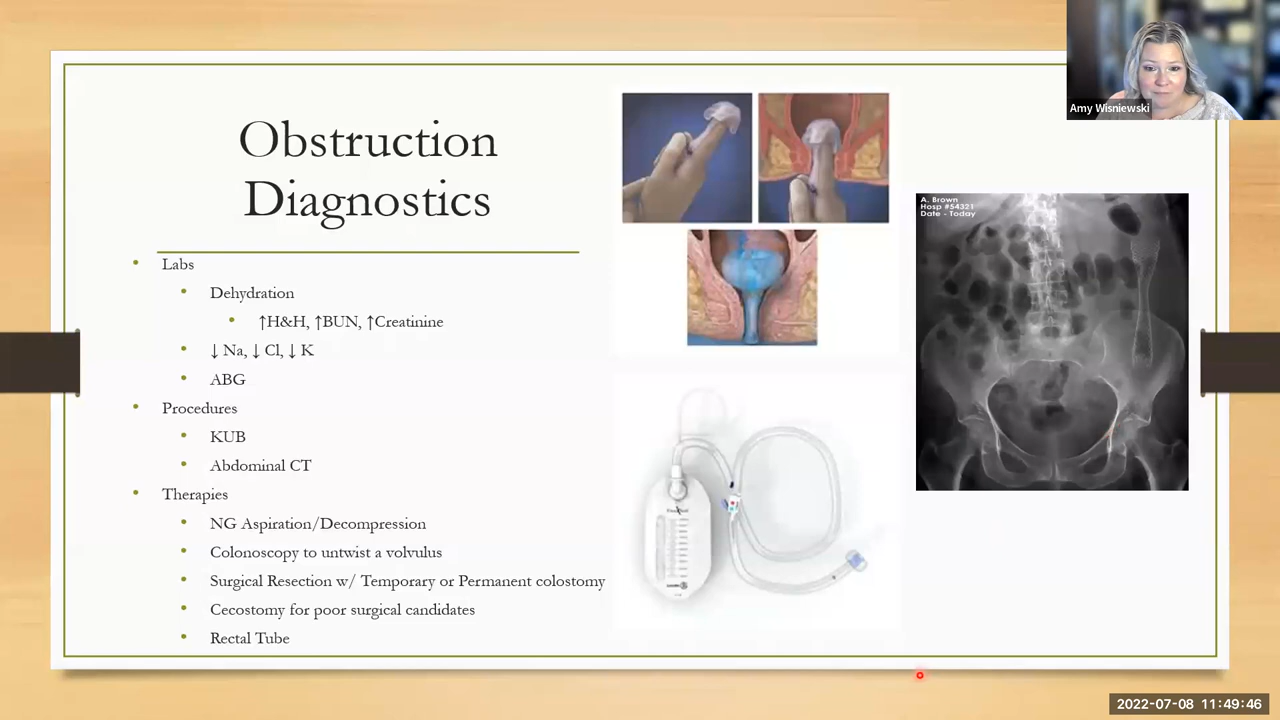 Obstruction
Diagnostics
• Labs
• Dehydration
• ↑H&H, ↑BUN, ↑Creatinine
• ↓ Na, ↓ Cl, ↓ K
• ABG
• Procedures
• KUB
• Abdominal CT
• Therapies
• NG Aspiration/Decompression
• Colonoscopy to untwist a volvulus
• Surgical Resection w/ Temporary or Permanent colostomy
• Cecostomy for poor surgical candidates
• Rectal Tube
A. Brown
Hosp #54321
Date - Today
Amy Wisniewski
2022-07-08 11:49:46